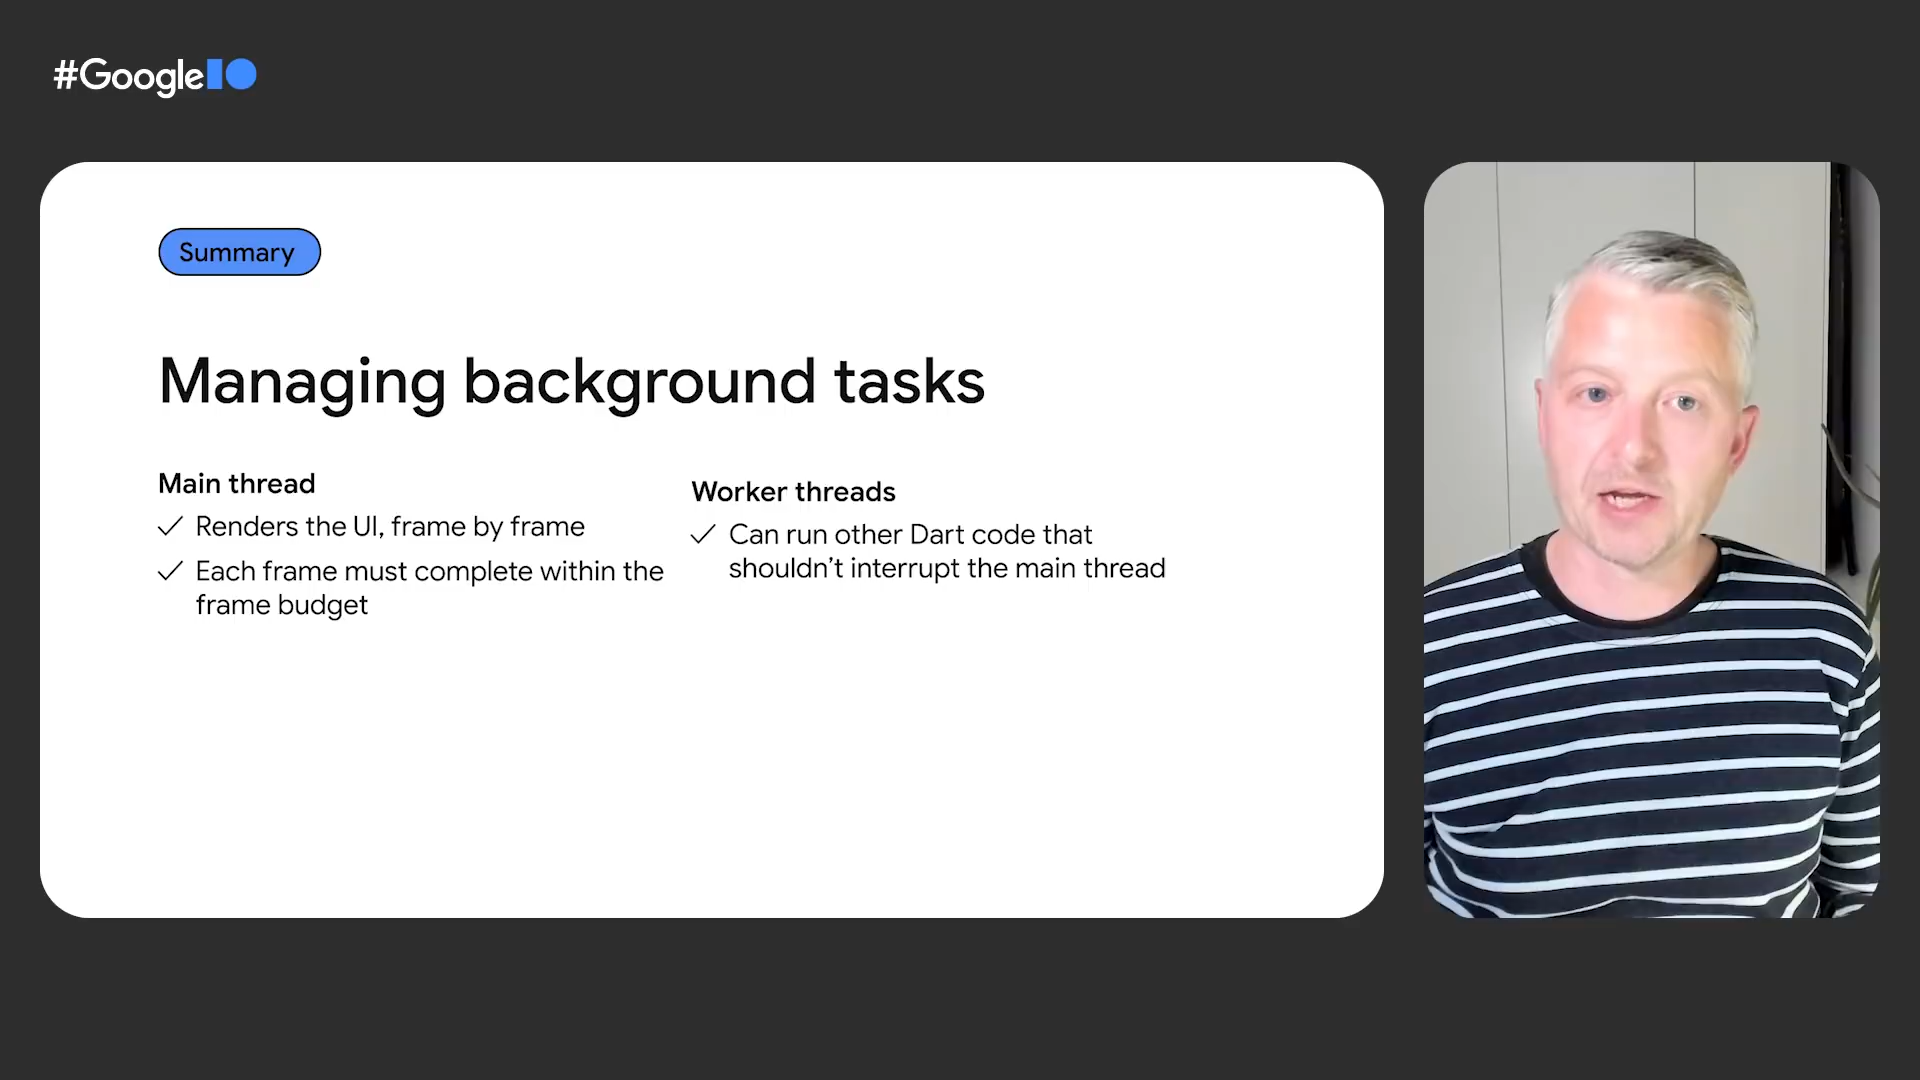 #GoogleIO
Summary
Managing background tasks
Main thread
Renders the UI, frame by frame
Each frame must complete within the
frame budget
Worker threads
Can run other Dart code that
shouldn’t interrupt the main thread